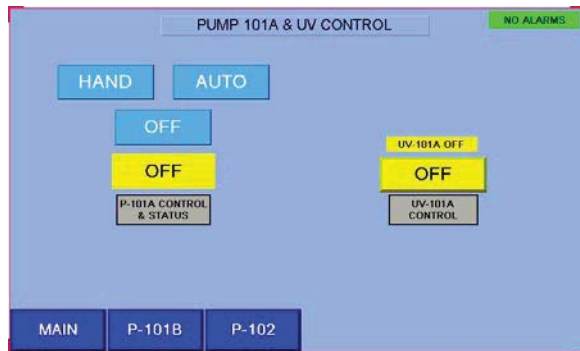 PUMP 101A & UV CONTROL
NO ALARMS
HAND
AUTO
OFF
OFF
P-101A CONTROL
& STATUS
UV-101A OFF
OFF
UV-101A
CONTROL
MAIN
P-101B
P-102